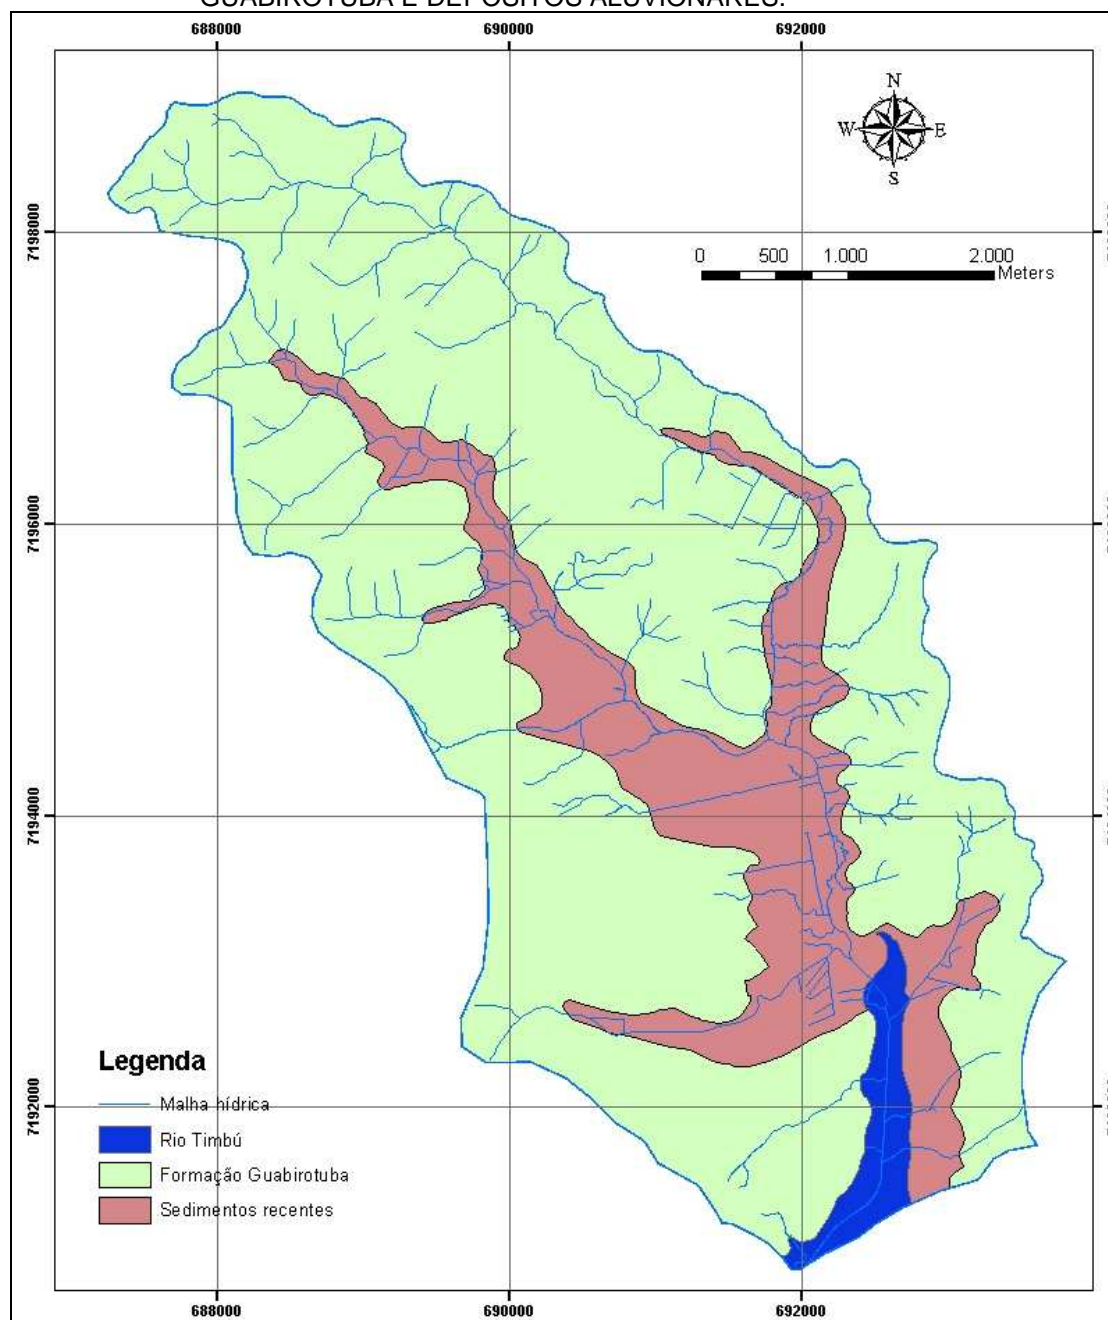 GUABIROTUBA E DEPÓSITOS ALUVIONARES.
688000 690000 692000
N
W E
S
7198000
0 500 1.000 2.000
Meters
7196000
7194000
7192000
Legenda
Malha hídrica
Rio Timbú
Formação Guabirotuba
Sedimentos recentes
688000 690000 692000